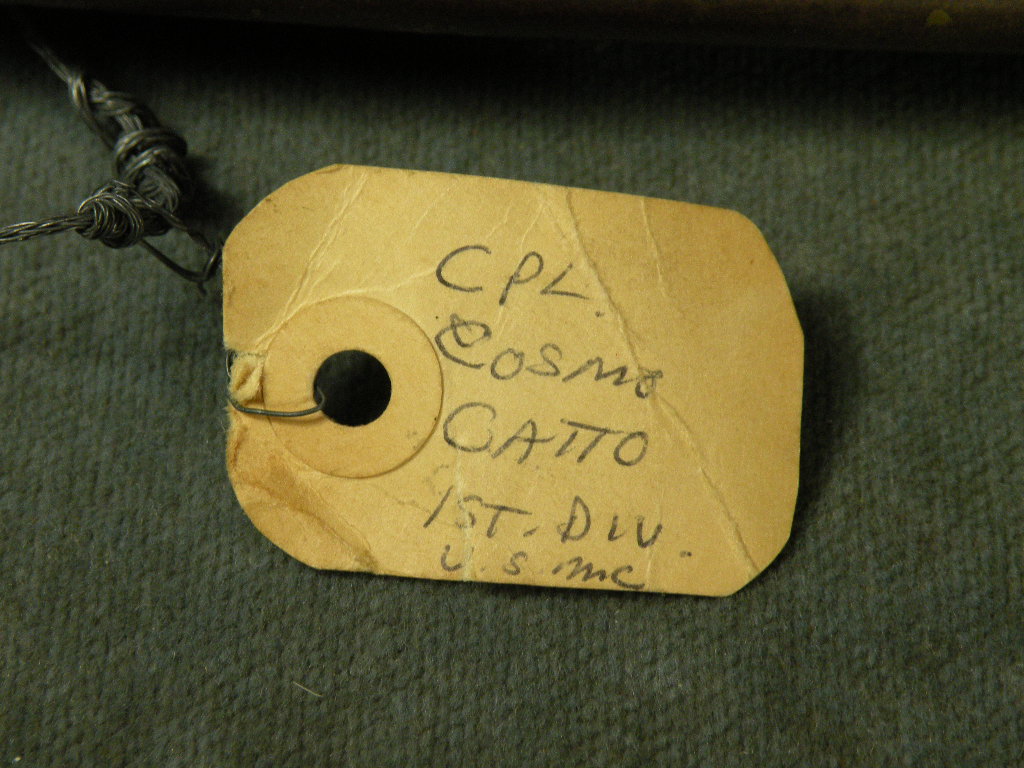 CPL.
COSMO
GATTO
1ST. DIV.
U.S.MC